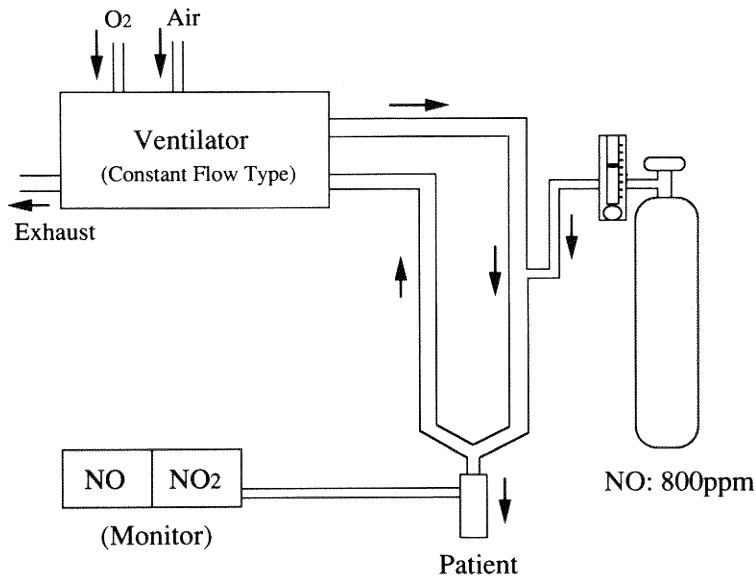 O2 Air
Ventilator
(Constant Flow Type)
Exhaust
NO NO2
(Monitor)
NO: 800ppm
Patient